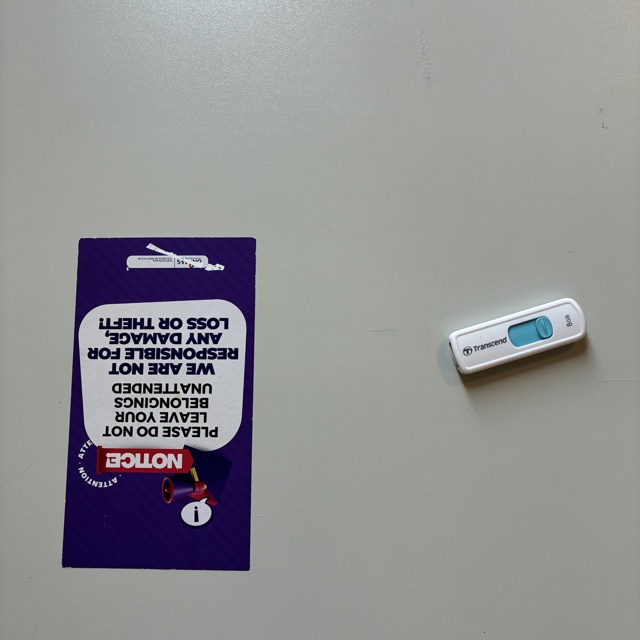 NOTICE!
PLEASE DO NOT
LEAVE YOUR
BELONGINGS
UNATTENDED
WE ARE NOT
RESPONSIBLE FOR
ANY DAMAGE,
LOSS OR THEFT!
ATTENTION · ATTE
i
Transcend
8GB